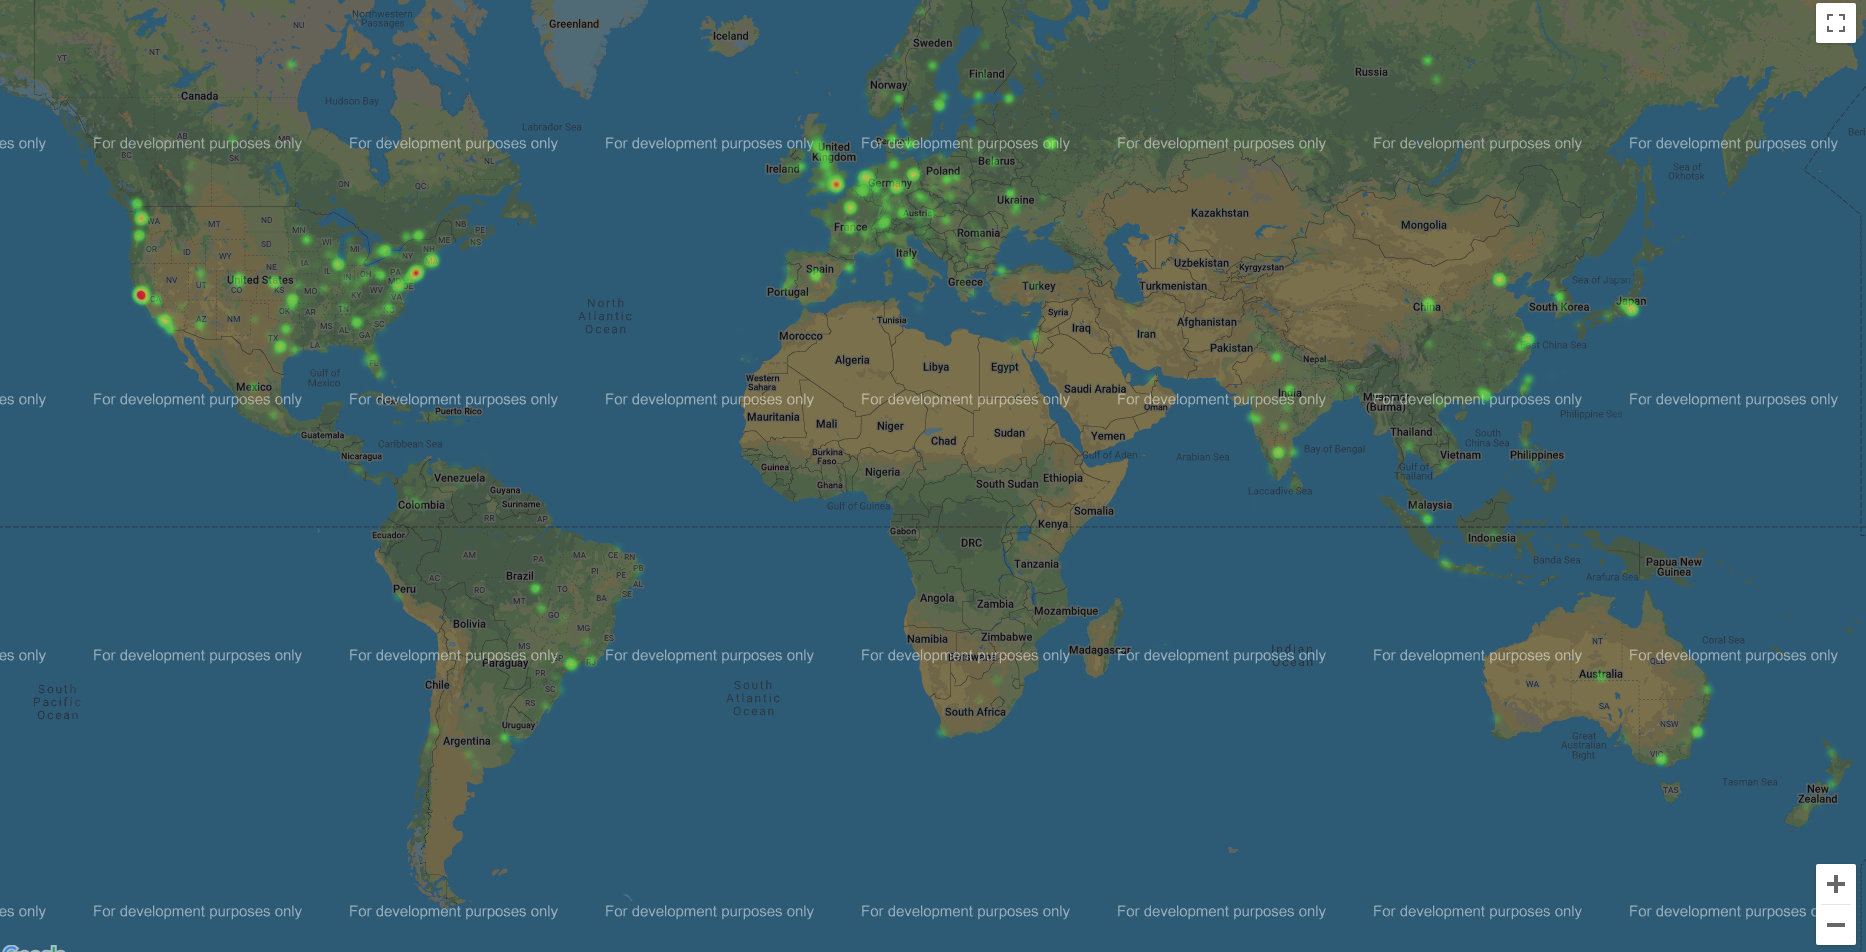 Northwestern
Passages
Greenland
NU
Iceland
Sweden
YT
NT
Finland
Russia
Norway
Canada
Hudson Bay
Labrador Sea
es only
For development purposes only
For development purposes only
For development purposes only
For development purposes only
For development purposes only
For development purposes only
For development purposes only
AB
MB
BC
SK
NL
United
Kingdom
Ireland
Belarus
Poland
Germany
Sea of
Okhotsk
ON
QC
Ukraine
Kazakhstan
Mongolia
WA
MT
ND
MN
NB
PE
NS
ME
Austria
France
Romania
OR
ID
WY
SD
WI
MI
NH
NY
Italy
Uzbekistan
Kyrgyzstan
Spain
Portugal
Greece
Turkey
Turkmenistan
Sea of Japan
NV
UT
United States
CO
NE
KS
IA
IL
IN
OH
PA
MO
KY
WV
VA
DE
AZ
NM
OK
AR
TN
MS
AL
GA
SC
TX
LA
FL
North
Atlantic
Ocean
China
South Korea
Japan
Syria
Iraq
Iran
Afghanistan
Pakistan
Nepal
East China Sea
Tunisia
Morocco
Algeria
Libya
Egypt
Gulf of
Mexico
Mexico
Western
Sahara
Saudi Arabia
India
Oman
es only
For development purposes only
For development purposes only
For development purposes only
For development purposes only
For development purposes only
For development purposes only
For development purposes only
Myanmar
(Burma)
Puerto Rico
Philippine Sea
Mauritania
Mali
Niger
Chad
Sudan
Yemen
Gulf of Aden
Arabian Sea
Bay of Bengal
Thailand
South
China Sea
Vietnam
Philippines
Gulf of
Thailand
Guatemala
Caribbean Sea
Nicaragua
Burkina
Faso
Guinea
Ghana
Nigeria
South Sudan
Ethiopia
Laccadive Sea
Venezuela
Guyana
Suriname
Colombia
RR
AP
Gulf of Guinea
Somalia
Malaysia
Ecuador
Gabon
Kenya
DRC
Indonesia
AM
PA
MA
CE
RN
PB
PI
PE
AL
SE
Tanzania
Banda Sea
Arafura Sea
Papua New
Guinea
Peru
AC
RO
Brazil
MT
TO
BA
GO
Angola
Zambia
Mozambique
Bolivia
MG
ES
MS
Namibia
Zimbabwe
Botswana
Madagascar
Indian
Ocean
NT
QLD
Coral Sea
es only
For development purposes only
For development purposes only
For development purposes only
For development purposes only
For development purposes only
For development purposes only
For development purposes only
Paraguay
PR
SC
RS
RJ
Chile
South
Pacific
Ocean
South
Atlantic
Ocean
Australia
WA
SA
NSW
VIC
South Africa
Uruguay
Argentina
Great
Australian
Bight
Tasman Sea
TAS
New
Zealand
es only
For development purposes only
For development purposes only
For development purposes only
For development purposes only
For development purposes only
For development purposes only
For development purposes o
Google